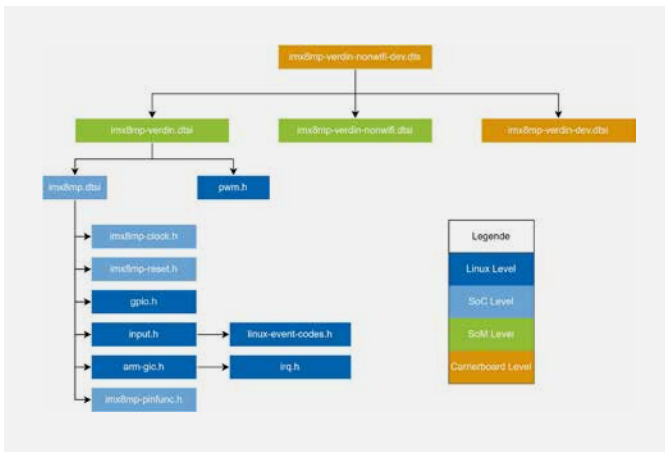 imx8mp-verdin-nonwifi-dev.dts
imx8mp-verdin.dtsi
imx8mp-verdin-nonwifi.dtsi
imx8mp-verdin-dev.dtsi
imx8mp.dtsi
pwm.h
imx8mp-clock.h
imx8mp-reset.h
gpio.h
input.h
linux-event-codes.h
arm-gic.h
irq.h
imx8mp-pinfunc.h
Legende
Linux Level
SoC Level
SoM Level
Carrierboard Level